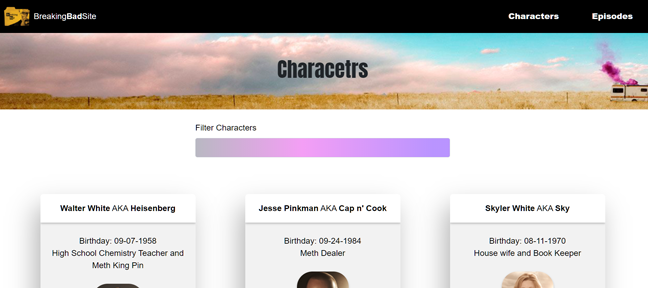 BreakingBadSite
Characters
Episodes
Characetrs
Filter Characters
Walter White AKA Heisenberg
Birthday: 09-07-1958
High School Chemistry Teacher and
Meth King Pin
Jesse Pinkman AKA Cap n' Cook
Birthday: 09-24-1984
Meth Dealer
Skyler White AKA Sky
Birthday: 08-11-1970
House wife and Book Keeper